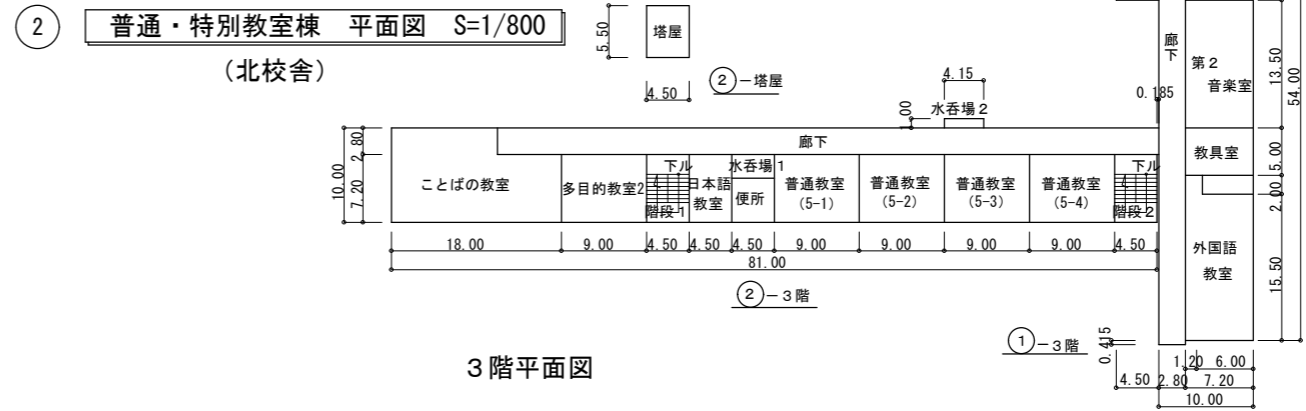 ② 普通・特別教室棟 平面図 S=1/800
（北校舎）
5.50
塔屋
4.50
②－塔屋
4.15
水呑場２
1.00
0.185
廊下
第２
音楽室
13.50
54.00
教具室
5.00
2.00
外国語
教室
15.50
10.00
2.80
7.20
廊下
ことばの教室
多目的教室2
下ル
階段-1
日本語
教室
水呑場１
便所
普通教室
(5-1)
普通教室
(5-2)
普通教室
(5-3)
普通教室
(5-4)
下ル
階段-2
18.00
9.00
4.50
4.50
4.50
9.00
9.00
9.00
9.00
4.50
81.00
②－３階
①－３階
0.415
３階平面図
1.20
6.00
4.50
2.80
7.20
10.00